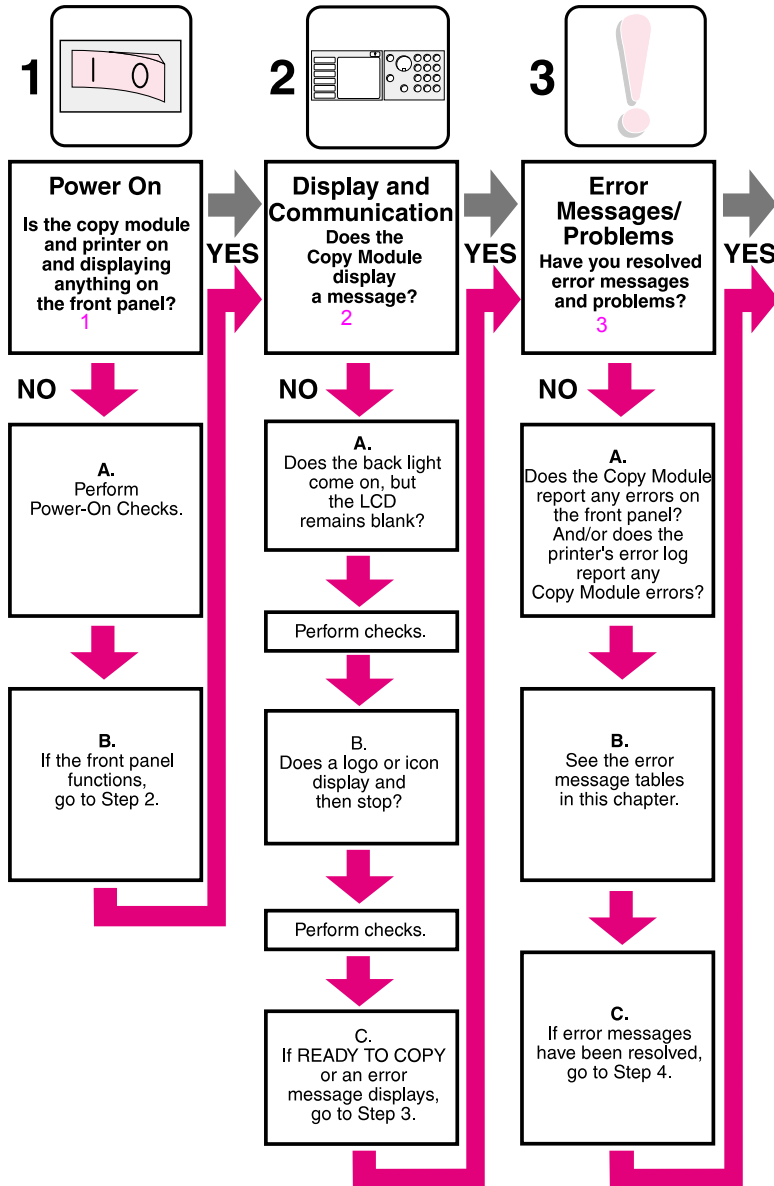 1
I O
2
3
Power On
Is the copy module
and printer on
and displaying
anything on
the front panel?
1
YES
NO
A.
Perform
Power-On Checks.
B.
If the front panel
functions,
go to Step 2.
Display and
Communication
Does the
Copy Module
display
a message?
2
YES
NO
A.
Does the back light
come on, but
the LCD
remains blank?
Perform checks.
B.
Does a logo or icon
display and
then stop?
Perform checks.
C.
If READY TO COPY
or an error
message displays,
go to Step 3.
Error
Messages/
Problems
Have you resolved
error messages
and problems?
3
YES
NO
A.
Does the Copy Module
report any errors on
the front panel?
And/or does the
printer's error log
report any
Copy Module errors?
B.
See the error
message tables
in this chapter.
C.
If error messages
have been resolved,
go to Step 4.